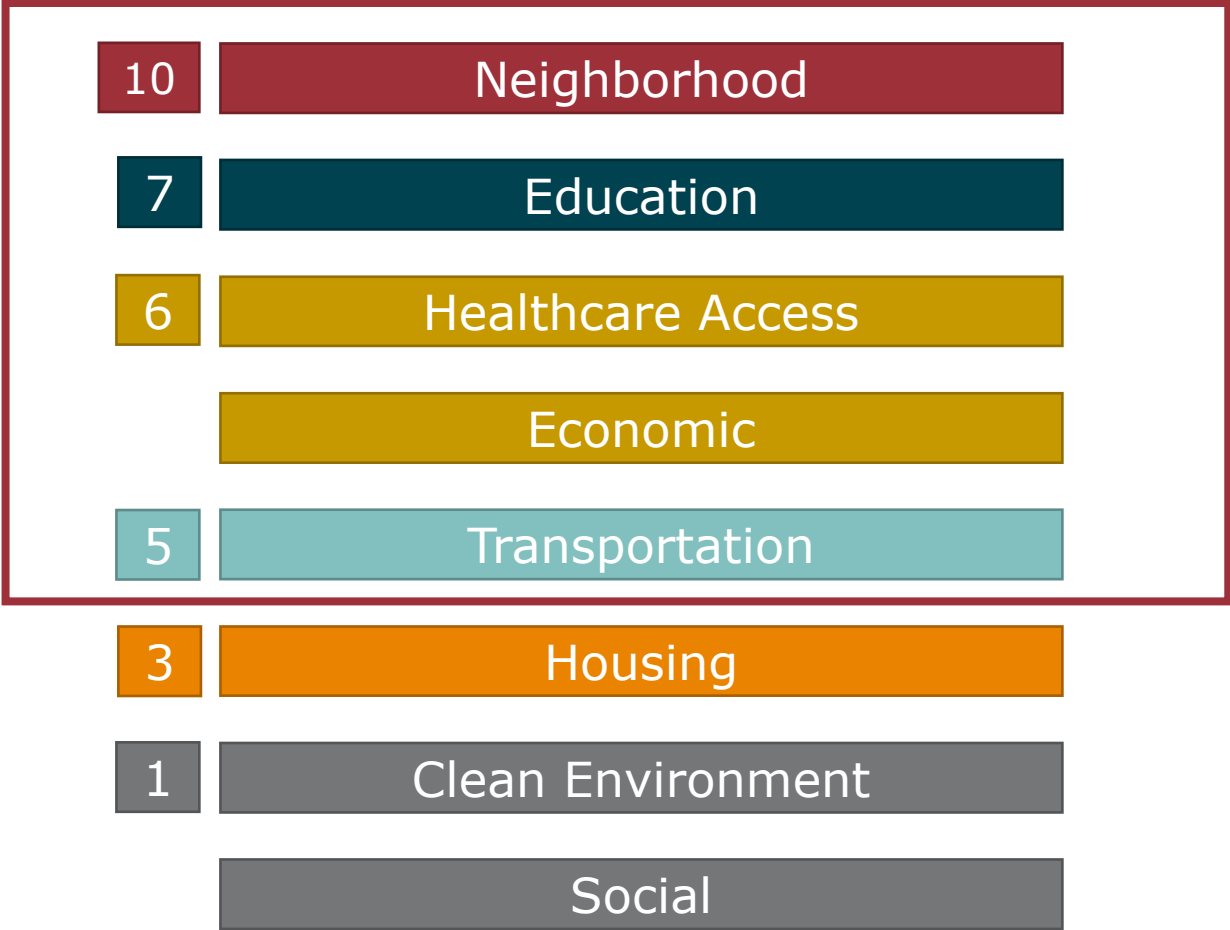 10 Neighborhood
7 Education
6 Healthcare Access
Economic
5 Transportation
3 Housing
1 Clean Environment
Social